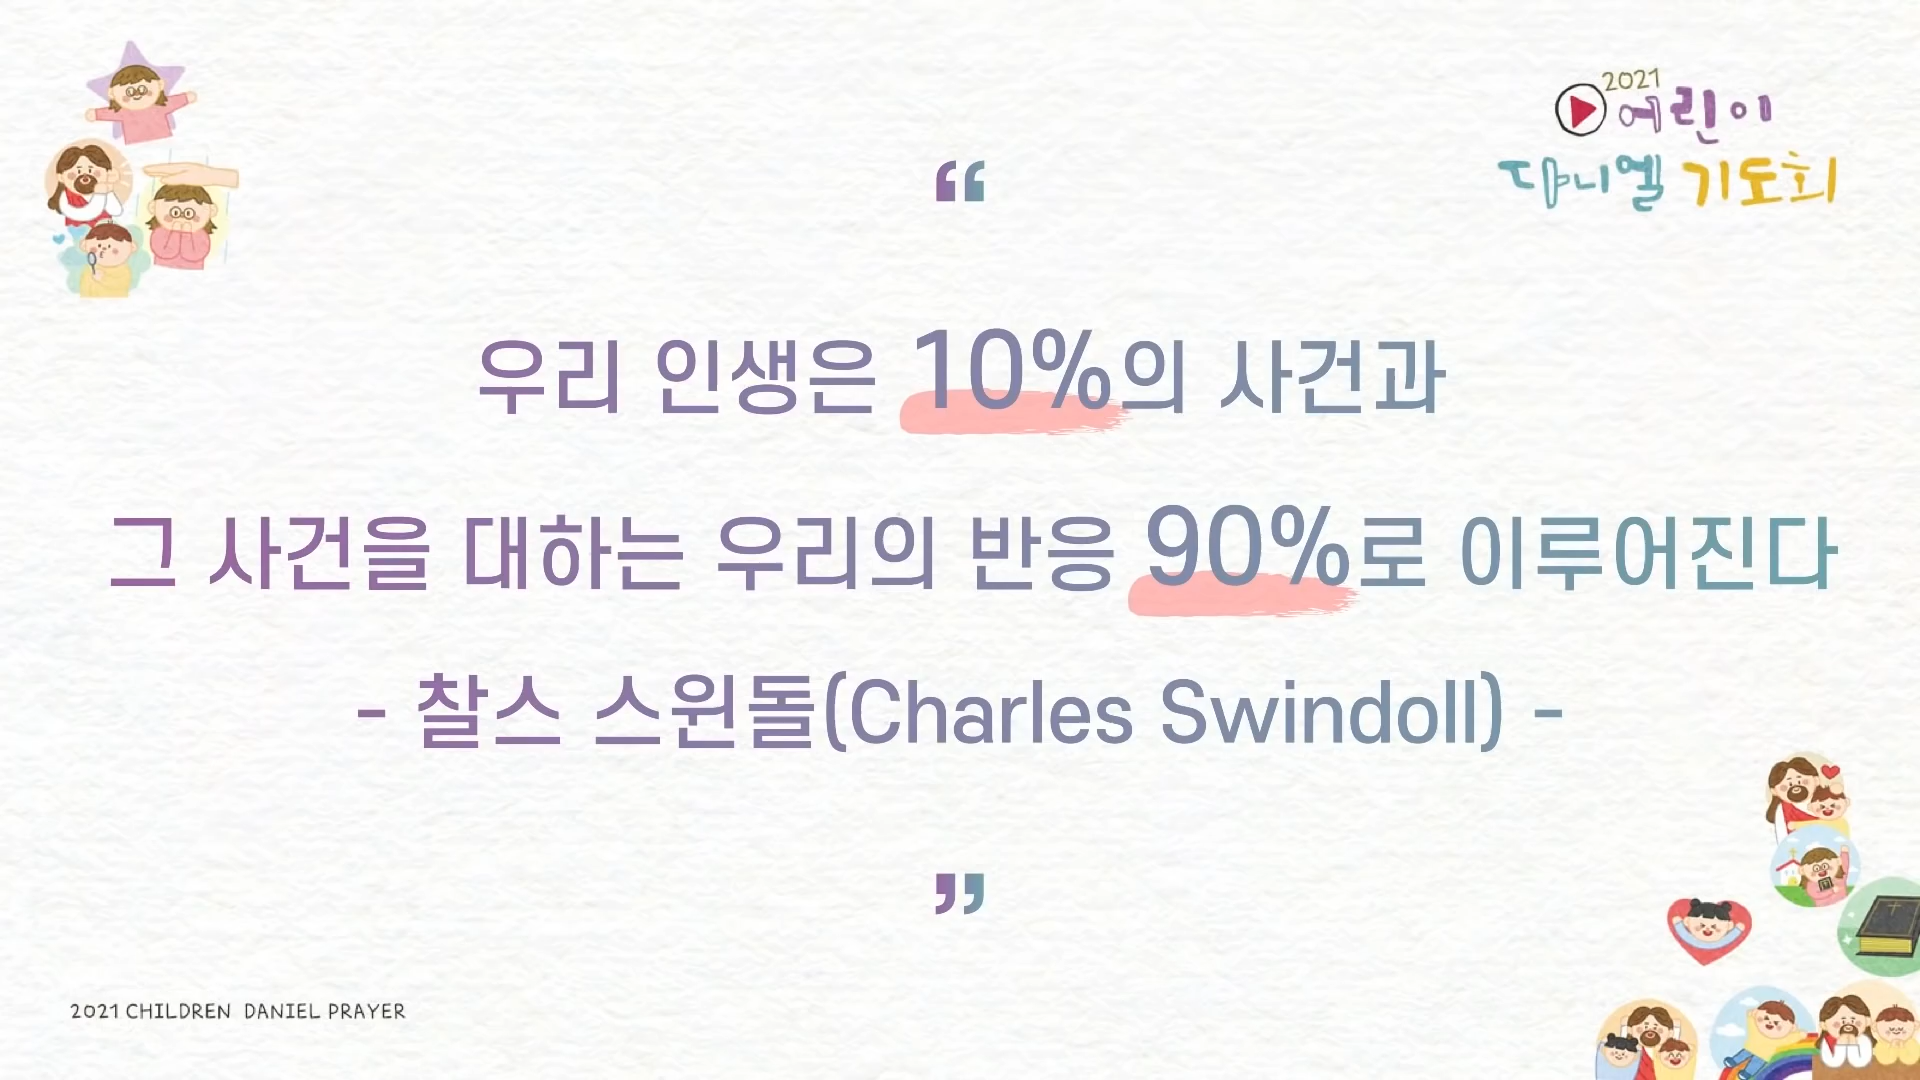 2021
어린이
다니엘 기도회
“
우리 인생은 10%의 사건과
그 사건을 대하는 우리의 반응 90%로 이루어진다
- 찰스 스윈돌(Charles Swindoll) -
”
2021 CHILDREN DANIEL PRAYER